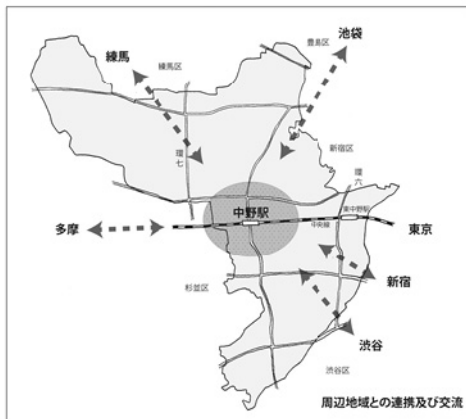 池袋
豊島区
練馬
練馬区
新宿区
環七
環六
中野駅
東中野駅
中央線
多摩
東京
杉並区
新宿
渋谷
渋谷区
周辺地域との連携及び交流